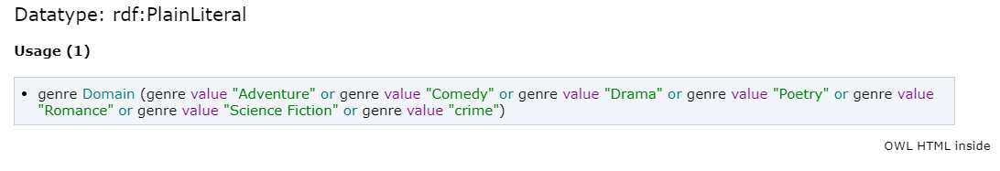 Datatype: rdf:PlainLiteral
Usage (1)
• genre Domain (genre value "Adventure" or genre value "Comedy" or genre value "Drama" or genre value "Poetry" or genre value
"Romance" or genre value "Science Fiction" or genre value "crime")
OWL HTML inside